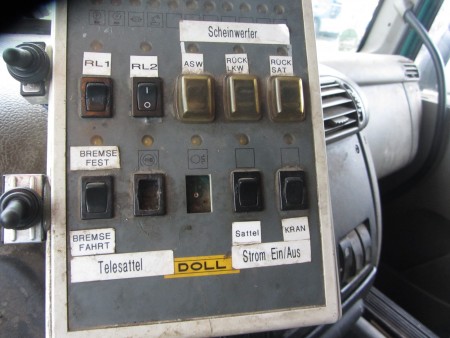 Scheinwerfer
RL1
RL2
ASW
RÜCK
LKW
RÜCK
SAT
BREMSE
FEST
BREMSE
FAHRT
Sattel
KRAN
Telesattel
DOLL
Strom Ein/Aus